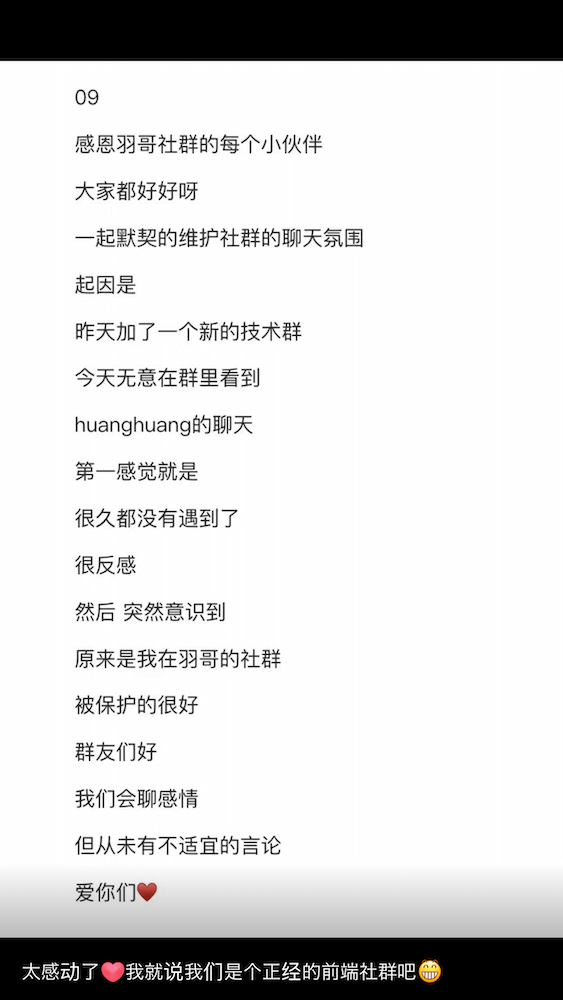 09
感恩羽哥社群的每个小伙伴
大家都好好呀
一起默契的维护社群的聊天氛围
起因是
昨天加了一个新的技术群
今天无意在群里看到
huanghuang的聊天
第一感觉就是
很久都没有遇到了
很反感
然后 突然意识到
原来是我在羽哥的社群
被保护的很好
群友们好
我们会聊感情
但从未有不适宜的言论
爱你们♥️
太感动了❤️我就说我们是个正经的前端社群吧😁